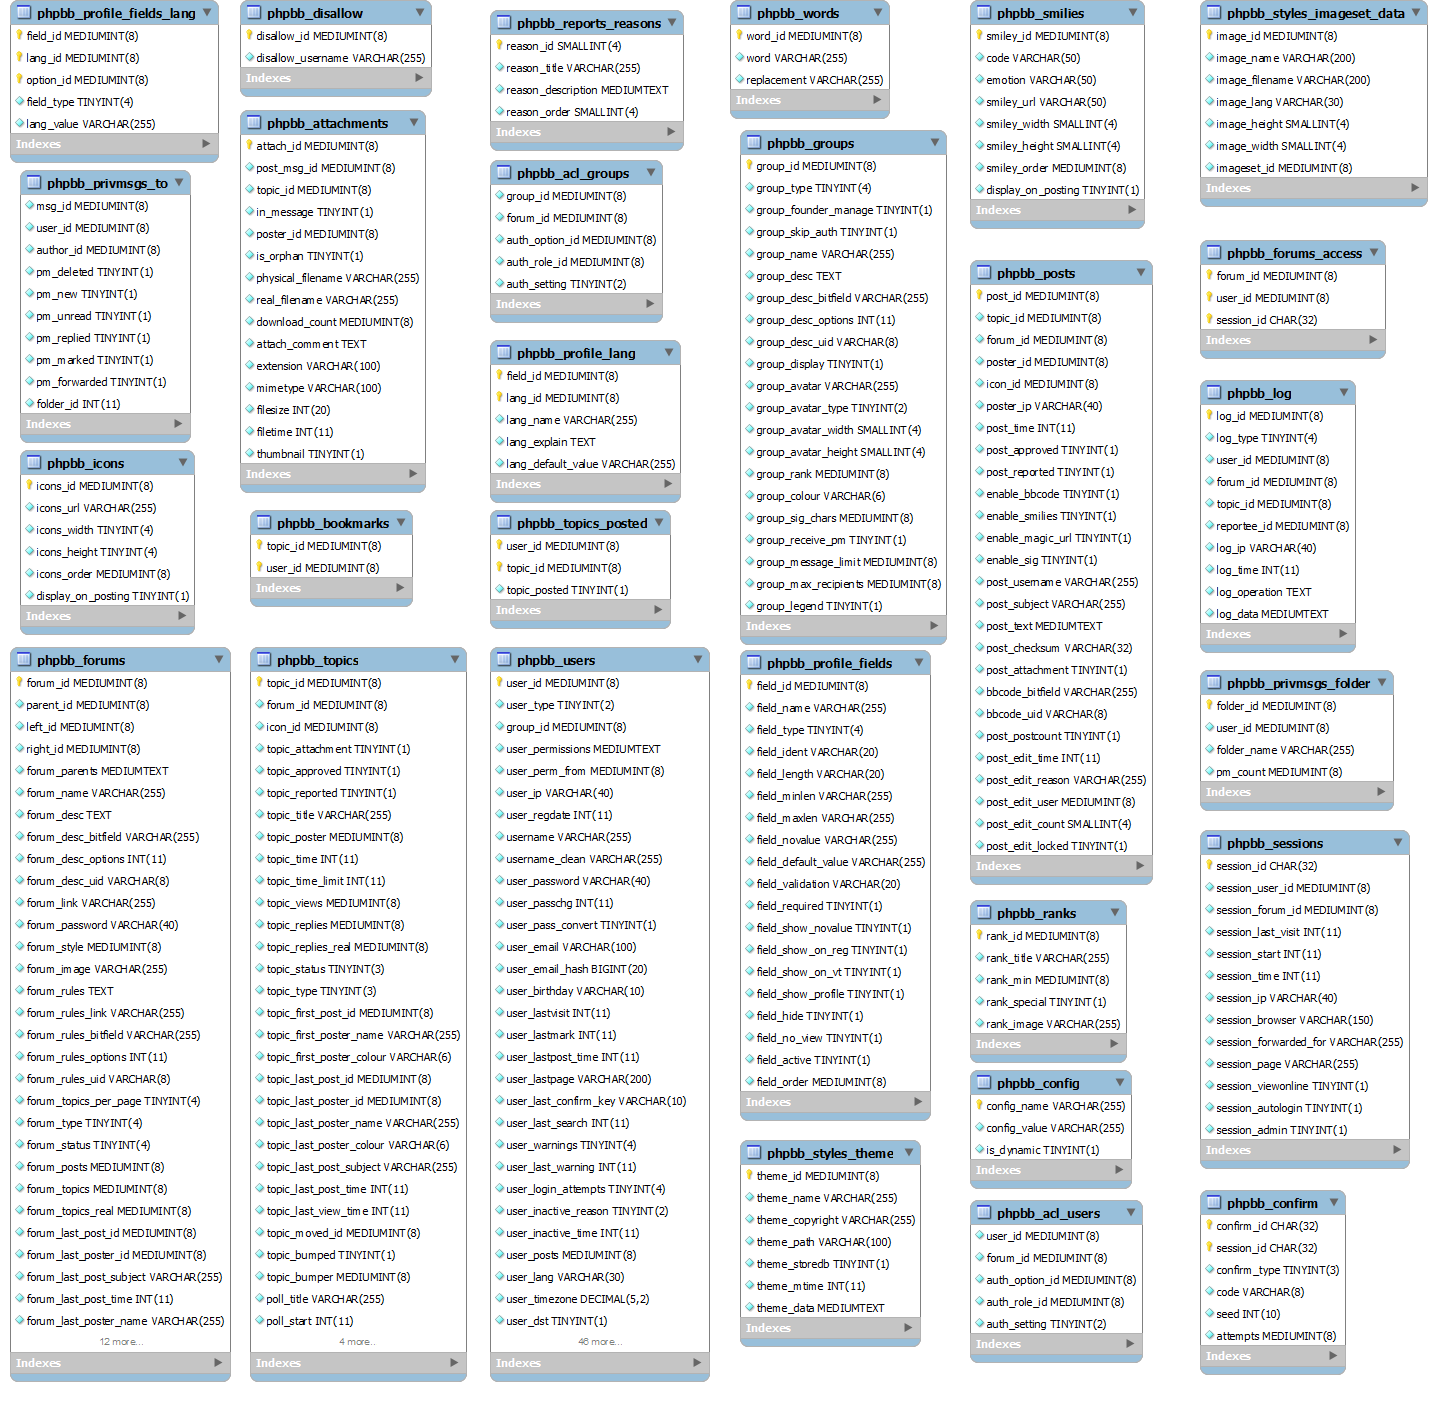 phpbb_profile_fields_lang
field_id MEDIUMINT(8)
lang_id MEDIUMINT(8)
option_id MEDIUMINT(8)
field_type TINYINT(4)
lang_value VARCHAR(255)
Indexes
phpbb_privmsgs_to
msg_id MEDIUMINT(8)
user_id MEDIUMINT(8)
author_id MEDIUMINT(8)
pm_deleted TINYINT(1)
pm_new TINYINT(1)
pm_unread TINYINT(1)
pm_replied TINYINT(1)
pm_marked TINYINT(1)
pm_forwarded TINYINT(1)
folder_id INT(11)
Indexes
phpbb_icons
icons_id MEDIUMINT(8)
icons_url VARCHAR(255)
icons_width TINYINT(4)
icons_height TINYINT(4)
icons_order MEDIUMINT(8)
display_on_posting TINYINT(1)
Indexes
phpbb_forums
forum_id MEDIUMINT(8)
parent_id MEDIUMINT(8)
left_id MEDIUMINT(8)
right_id MEDIUMINT(8)
forum_parents MEDIUMTEXT
forum_name VARCHAR(255)
forum_desc TEXT
forum_desc_bitfield VARCHAR(255)
forum_desc_options INT(11)
forum_desc_uid VARCHAR(8)
forum_link VARCHAR(255)
forum_password VARCHAR(40)
forum_style MEDIUMINT(8)
forum_image VARCHAR(255)
forum_rules TEXT
forum_rules_link VARCHAR(255)
forum_rules_bitfield VARCHAR(255)
forum_rules_options INT(11)
forum_rules_uid VARCHAR(8)
forum_topics_per_page TINYINT(4)
forum_type TINYINT(4)
forum_status TINYINT(4)
forum_posts MEDIUMINT(8)
forum_topics MEDIUMINT(8)
forum_topics_real MEDIUMINT(8)
forum_last_post_id MEDIUMINT(8)
forum_last_poster_id MEDIUMINT(8)
forum_last_post_subject VARCHAR(255)
forum_last_post_time INT(11)
forum_last_poster_name VARCHAR(255)
12 more...
Indexes
phpbb_disallow
disallow_id MEDIUMINT(8)
disallow_username VARCHAR(255)
Indexes
phpbb_attachments
attach_id MEDIUMINT(8)
post_msg_id MEDIUMINT(8)
topic_id MEDIUMINT(8)
in_message TINYINT(1)
poster_id MEDIUMINT(8)
is_orphan TINYINT(1)
physical_filename VARCHAR(255)
real_filename VARCHAR(255)
download_count MEDIUMINT(8)
attach_comment TEXT
extension VARCHAR(100)
mimetype VARCHAR(100)
filesize INT(20)
filetime INT(11)
thumbnail TINYINT(1)
Indexes
phpbb_bookmarks
topic_id MEDIUMINT(8)
user_id MEDIUMINT(8)
Indexes
phpbb_topics
topic_id MEDIUMINT(8)
forum_id MEDIUMINT(8)
icon_id MEDIUMINT(8)
topic_attachment TINYINT(1)
topic_approved TINYINT(1)
topic_reported TINYINT(1)
topic_title VARCHAR(255)
topic_poster MEDIUMINT(8)
topic_time INT(11)
topic_time_limit INT(11)
topic_views MEDIUMINT(8)
topic_replies MEDIUMINT(8)
topic_replies_real MEDIUMINT(8)
topic_status TINYINT(3)
topic_type TINYINT(3)
topic_first_post_id MEDIUMINT(8)
topic_first_poster_name VARCHAR(255)
topic_first_poster_colour VARCHAR(6)
topic_last_post_id MEDIUMINT(8)
topic_last_poster_id MEDIUMINT(8)
topic_last_poster_name VARCHAR(255)
topic_last_poster_colour VARCHAR(6)
topic_last_post_subject VARCHAR(255)
topic_last_post_time INT(11)
topic_last_view_time INT(11)
topic_moved_id MEDIUMINT(8)
topic_bumped TINYINT(1)
topic_bumper MEDIUMINT(8)
poll_title VARCHAR(255)
poll_start INT(11)
4 more...
Indexes
phpbb_reports_reasons
reason_id SMALLINT(4)
reason_title VARCHAR(255)
reason_description MEDIUMTEXT
reason_order SMALLINT(4)
Indexes
phpbb_acl_groups
group_id MEDIUMINT(8)
forum_id MEDIUMINT(8)
auth_option_id MEDIUMINT(8)
auth_role_id MEDIUMINT(8)
auth_setting TINYINT(2)
Indexes
phpbb_profile_lang
field_id MEDIUMINT(8)
lang_id MEDIUMINT(8)
lang_name VARCHAR(255)
lang_explain TEXT
lang_default_value VARCHAR(255)
Indexes
phpbb_topics_posted
user_id MEDIUMINT(8)
topic_id MEDIUMINT(8)
topic_posted TINYINT(1)
Indexes
phpbb_users
user_id MEDIUMINT(8)
user_type TINYINT(2)
group_id MEDIUMINT(8)
user_permissions MEDIUMTEXT
user_perm_from MEDIUMINT(8)
user_ip VARCHAR(40)
user_regdate INT(11)
username VARCHAR(255)
username_clean VARCHAR(255)
user_password VARCHAR(40)
user_passchg INT(11)
user_pass_convert TINYINT(1)
user_email VARCHAR(100)
user_email_hash BIGINT(20)
user_birthday VARCHAR(10)
user_lastvisit INT(11)
user_lastmark INT(11)
user_lastpost_time INT(11)
user_lastpage VARCHAR(200)
user_last_confirm_key VARCHAR(10)
user_last_search INT(11)
user_warnings TINYINT(4)
user_last_warning INT(11)
user_login_attempts TINYINT(4)
user_inactive_reason TINYINT(2)
user_inactive_time INT(11)
user_posts MEDIUMINT(8)
user_lang VARCHAR(30)
user_timezone DECIMAL(5,2)
user_dst TINYINT(1)
46 more...
Indexes
phpbb_words
word_id MEDIUMINT(8)
word VARCHAR(255)
replacement VARCHAR(255)
Indexes
phpbb_groups
group_id MEDIUMINT(8)
group_type TINYINT(4)
group_founder_manage TINYINT(1)
group_skip_auth TINYINT(1)
group_name VARCHAR(255)
group_desc TEXT
group_desc_bitfield VARCHAR(255)
group_desc_options INT(11)
group_desc_uid VARCHAR(8)
group_display TINYINT(1)
group_avatar VARCHAR(255)
group_avatar_type TINYINT(2)
group_avatar_width SMALLINT(4)
group_avatar_height SMALLINT(4)
group_rank MEDIUMINT(8)
group_colour VARCHAR(6)
group_sig_chars MEDIUMINT(8)
group_receive_pm TINYINT(1)
group_message_limit MEDIUMINT(8)
group_max_recipients MEDIUMINT(8)
group_legend TINYINT(1)
Indexes
phpbb_profile_fields
field_id MEDIUMINT(8)
field_name VARCHAR(255)
field_type TINYINT(4)
field_ident VARCHAR(20)
field_length VARCHAR(20)
field_minlen VARCHAR(255)
field_maxlen VARCHAR(255)
field_novalue VARCHAR(255)
field_default_value VARCHAR(255)
field_validation VARCHAR(20)
field_required TINYINT(1)
field_show_novalue TINYINT(1)
field_show_on_reg TINYINT(1)
field_show_on_vt TINYINT(1)
field_show_profile TINYINT(1)
field_hide TINYINT(1)
field_no_view TINYINT(1)
field_active TINYINT(1)
field_order MEDIUMINT(8)
Indexes
phpbb_styles_theme
theme_id MEDIUMINT(8)
theme_name VARCHAR(255)
theme_copyright VARCHAR(255)
theme_path VARCHAR(100)
theme_storedb TINYINT(1)
theme_mtime INT(11)
theme_data MEDIUMTEXT
Indexes
phpbb_smilies
smiley_id MEDIUMINT(8)
code VARCHAR(50)
emotion VARCHAR(50)
smiley_url VARCHAR(50)
smiley_width SMALLINT(4)
smiley_height SMALLINT(4)
smiley_order MEDIUMINT(8)
display_on_posting TINYINT(1)
Indexes
phpbb_posts
post_id MEDIUMINT(8)
topic_id MEDIUMINT(8)
forum_id MEDIUMINT(8)
poster_id MEDIUMINT(8)
icon_id MEDIUMINT(8)
poster_ip VARCHAR(40)
post_time INT(11)
post_approved TINYINT(1)
post_reported TINYINT(1)
enable_bbcode TINYINT(1)
enable_smilies TINYINT(1)
enable_magic_url TINYINT(1)
enable_sig TINYINT(1)
post_username VARCHAR(255)
post_subject VARCHAR(255)
post_text MEDIUMTEXT
post_checksum VARCHAR(32)
post_attachment TINYINT(1)
bbcode_bitfield VARCHAR(255)
bbcode_uid VARCHAR(8)
post_postcount TINYINT(1)
post_edit_time INT(11)
post_edit_reason VARCHAR(255)
post_edit_user MEDIUMINT(8)
post_edit_count SMALLINT(4)
post_edit_locked TINYINT(1)
Indexes
phpbb_ranks
rank_id MEDIUMINT(8)
rank_title VARCHAR(255)
rank_min MEDIUMINT(8)
rank_special TINYINT(1)
rank_image VARCHAR(255)
Indexes
phpbb_config
config_name VARCHAR(255)
config_value VARCHAR(255)
is_dynamic TINYINT(1)
Indexes
phpbb_acl_users
user_id MEDIUMINT(8)
forum_id MEDIUMINT(8)
auth_option_id MEDIUMINT(8)
auth_role_id MEDIUMINT(8)
auth_setting TINYINT(2)
Indexes
phpbb_styles_imageset_data
image_id MEDIUMINT(8)
image_name VARCHAR(200)
image_filename VARCHAR(200)
image_lang VARCHAR(30)
image_height SMALLINT(4)
image_width SMALLINT(4)
imageset_id MEDIUMINT(8)
Indexes
phpbb_forums_access
forum_id MEDIUMINT(8)
user_id MEDIUMINT(8)
session_id CHAR(32)
Indexes
phpbb_log
log_id MEDIUMINT(8)
log_type TINYINT(4)
user_id MEDIUMINT(8)
forum_id MEDIUMINT(8)
topic_id MEDIUMINT(8)
reportee_id MEDIUMINT(8)
log_ip VARCHAR(40)
log_time INT(11)
log_operation TEXT
log_data MEDIUMTEXT
Indexes
phpbb_privmsgs_folder
folder_id MEDIUMINT(8)
user_id MEDIUMINT(8)
folder_name VARCHAR(255)
pm_count MEDIUMINT(8)
Indexes
phpbb_sessions
session_id CHAR(32)
session_user_id MEDIUMINT(8)
session_forum_id MEDIUMINT(8)
session_last_visit INT(11)
session_start INT(11)
session_time INT(11)
session_ip VARCHAR(40)
session_browser VARCHAR(150)
session_forwarded_for VARCHAR(255)
session_page VARCHAR(255)
session_viewonline TINYINT(1)
session_autologin TINYINT(1)
session_admin TINYINT(1)
Indexes
phpbb_confirm
confirm_id CHAR(32)
session_id CHAR(32)
confirm_type TINYINT(3)
code VARCHAR(8)
seed INT(10)
attempts MEDIUMINT(8)
Indexes